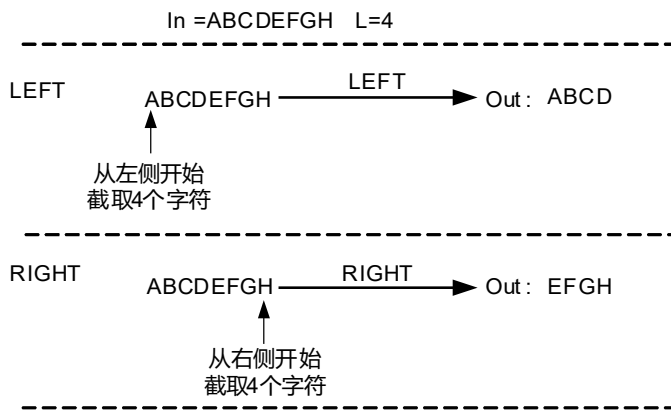 In =ABCDEFGH L=4
LEFT ABCDEFGH LEFT Out: ABCD
从左侧开始
截取4个字符
RIGHT ABCDEFGH RIGHT Out: EFGH
从右侧开始
截取4个字符